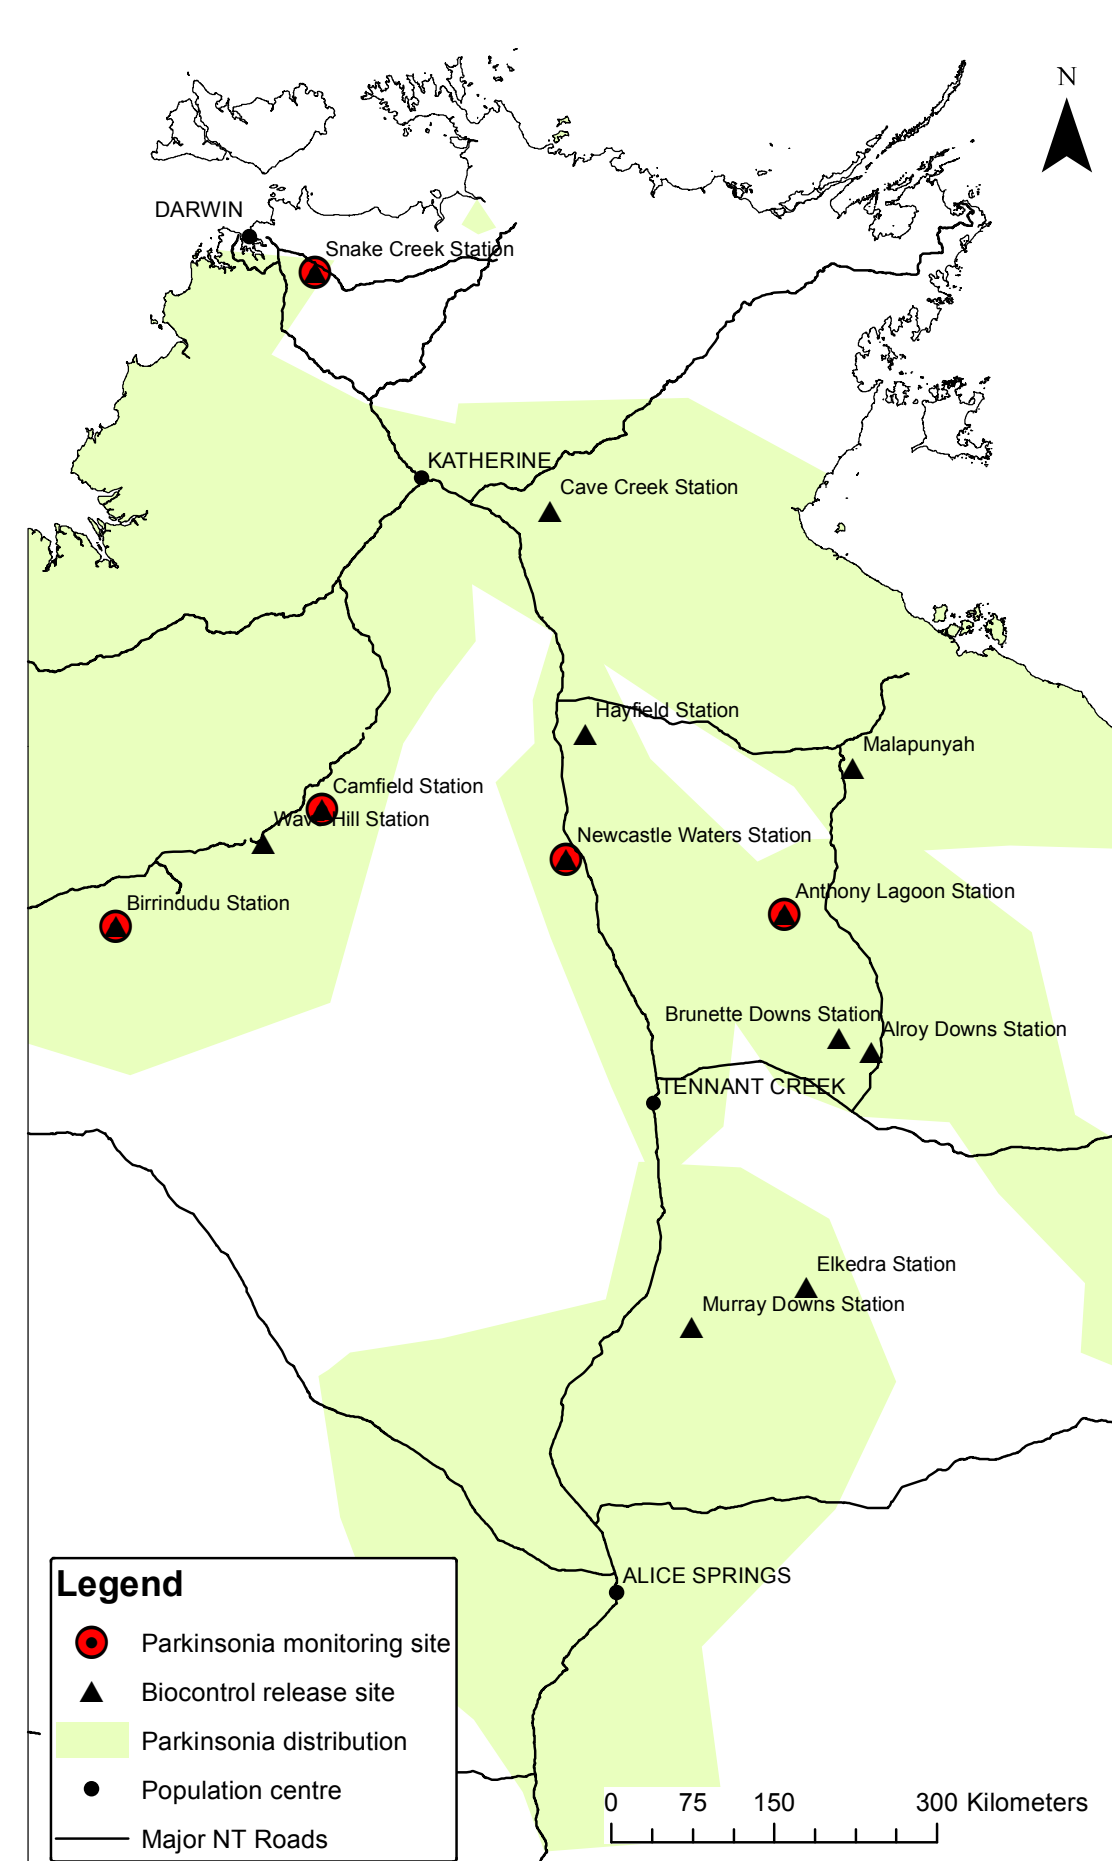 N
DARWIN
Snake Creek Station
KATHERINE
Cave Creek Station
Hayfield Station
Malapunyah
Camfield Station
Wave Hill Station
Newcastle Waters Station
Anthony Lagoon Station
Birrindudu Station
Brunette Downs Station
Alroy Downs Station
TENNANT CREEK
Elkedra Station
Murray Downs Station
ALICE SPRINGS
Legend
Parkinsonia monitoring site
Biocontrol release site
Parkinsonia distribution
Population centre
Major NT Roads
0 75 150 300 Kilometers